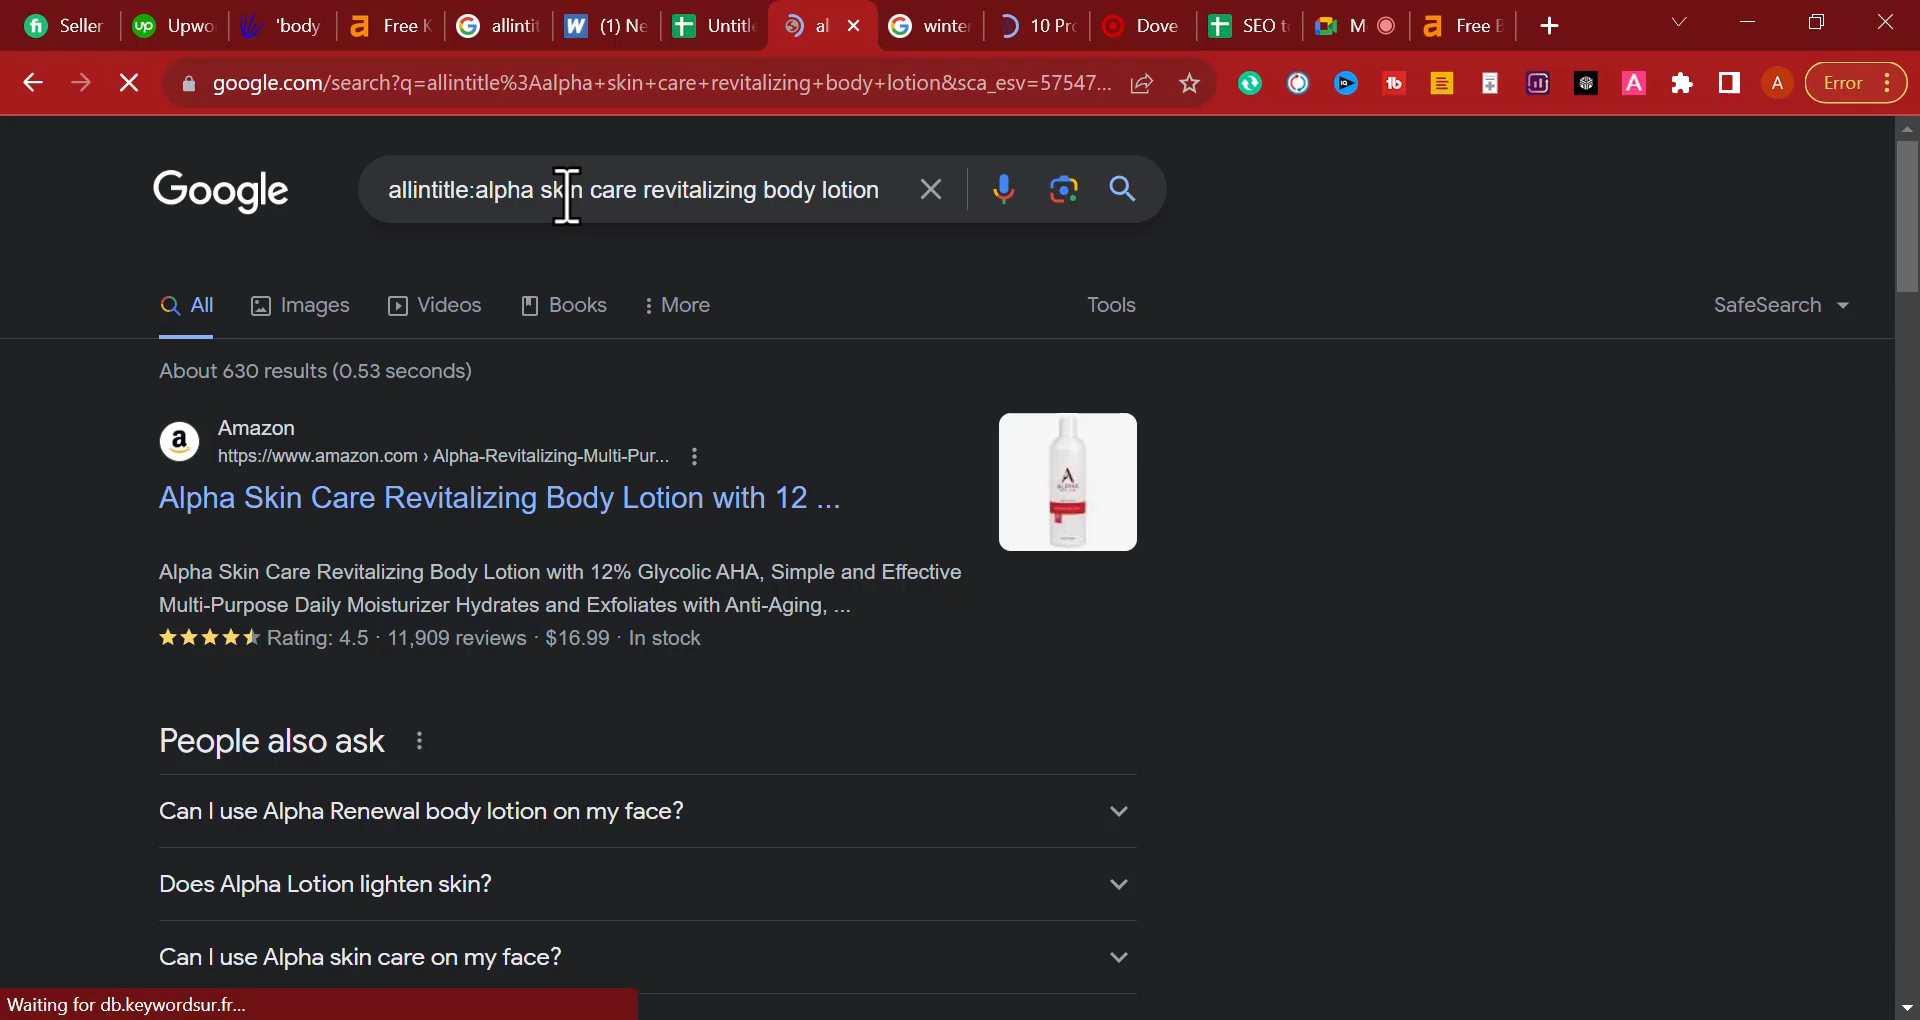 Seller
Upwo
'body
Free K
allintit
(1) Ne
Untitle
al
winter
10 Pro
Dove
SEO t
M
Free B
google.com/search?q=allintitle%3Aalpha+skin+care+revitalizing+body+lotion&sca_esv=57547...
Error
Google
allintitle:alpha skin care revitalizing body lotion
All
Images
Videos
Books
More
Tools
SafeSearch
About 630 results (0.53 seconds)
Amazon
https://www.amazon.com › Alpha-Revitalizing-Multi-Pur...
Alpha Skin Care Revitalizing Body Lotion with 12 ...
Alpha Skin Care Revitalizing Body Lotion with 12% Glycolic AHA, Simple and Effective
Multi-Purpose Daily Moisturizer Hydrates and Exfoliates with Anti-Aging, ...
Rating: 4.5 · 11,909 reviews · $16.99 · In stock
People also ask
Can I use Alpha Renewal body lotion on my face?
Does Alpha Lotion lighten skin?
Can I use Alpha skin care on my face?
Waiting for db.keywordsur.fr...